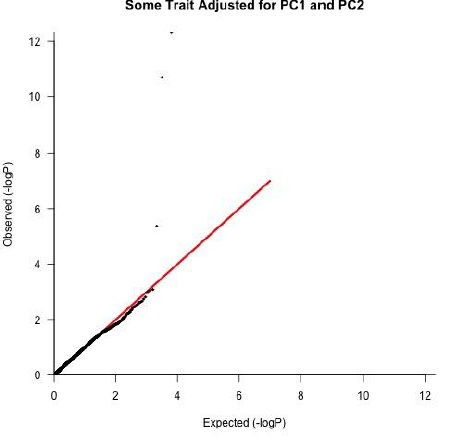 Some Trait Adjusted for PC1 and PC2
12
10
8
6
4
2
0
Observed (-logP)
0 2 4 6 8 10 12
Expected (-logP)